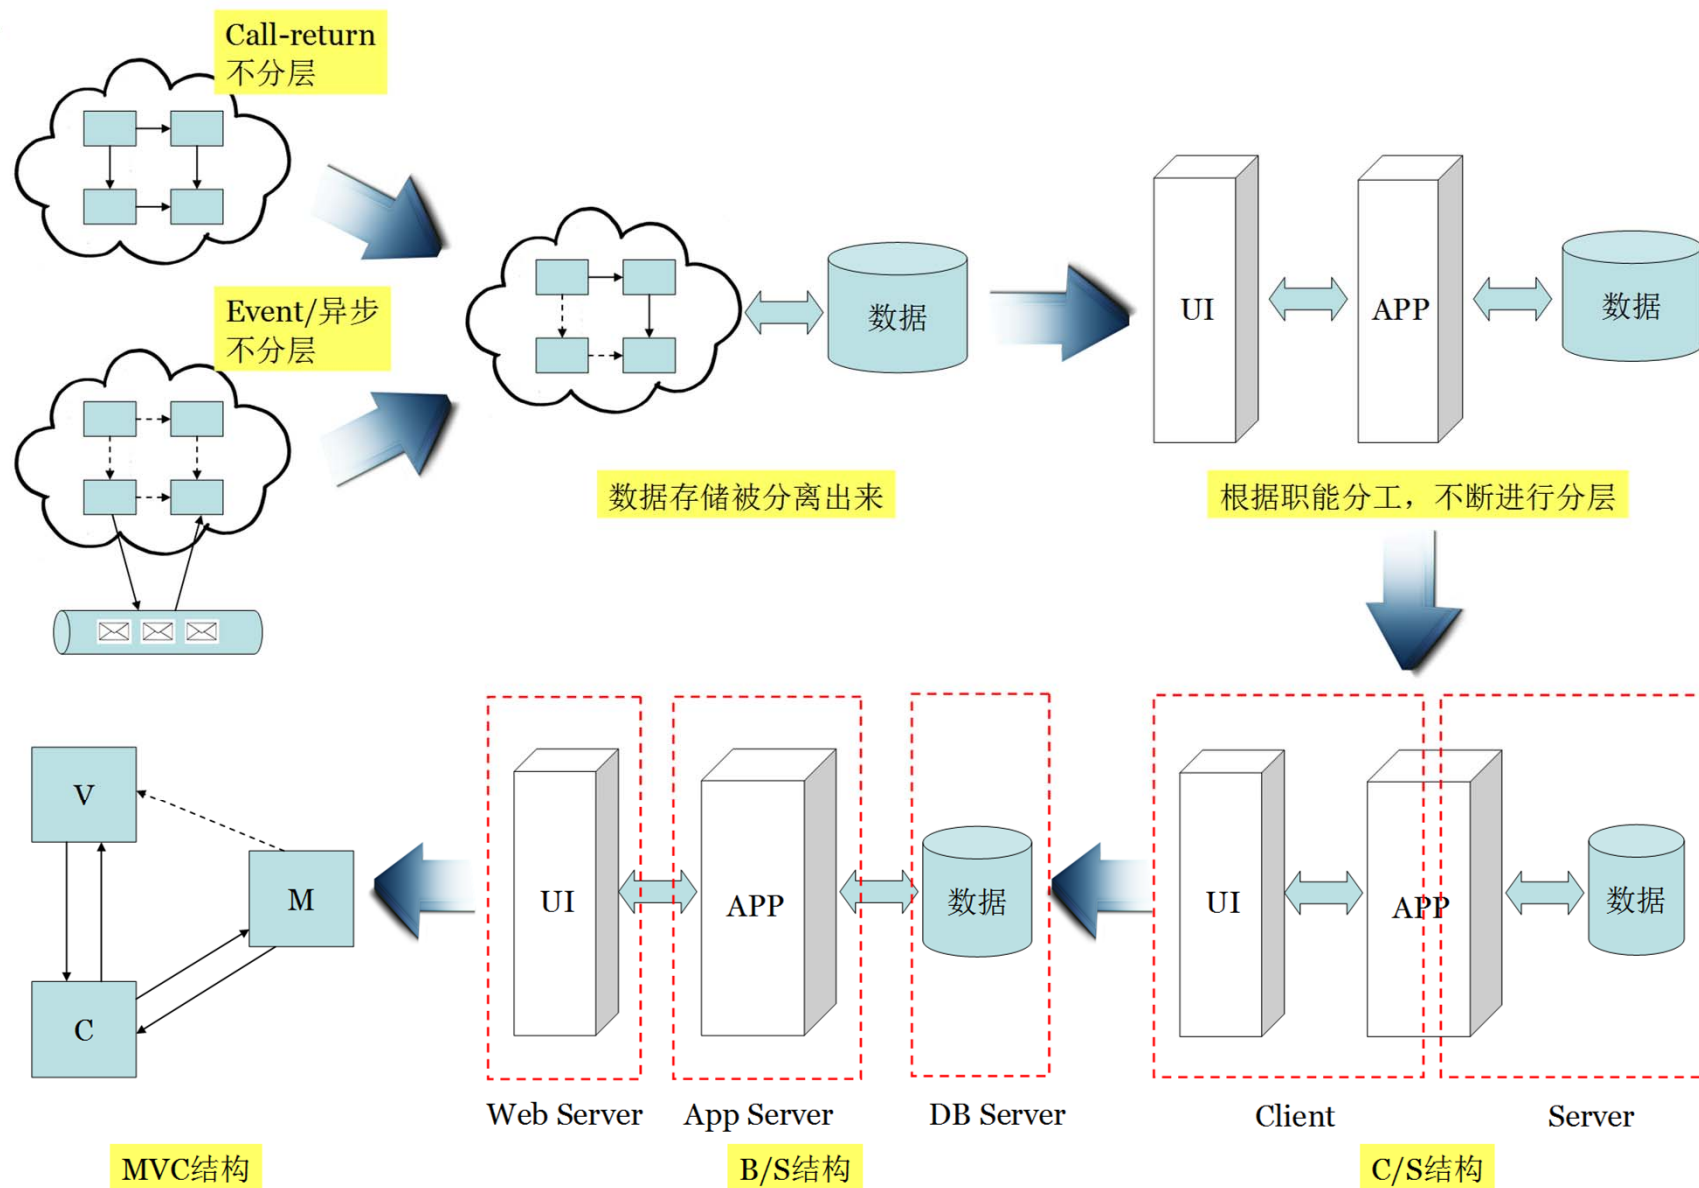 Call-return
不分层
Event/异步
不分层
数据
数据存储被分离出来
UI
APP
数据
根据职能分工，不断进行分层
V
M
C
MVC结构
UI
APP
数据
Web Server
App Server
DB Server
B/S结构
UI
APP
数据
Client
Server
C/S结构